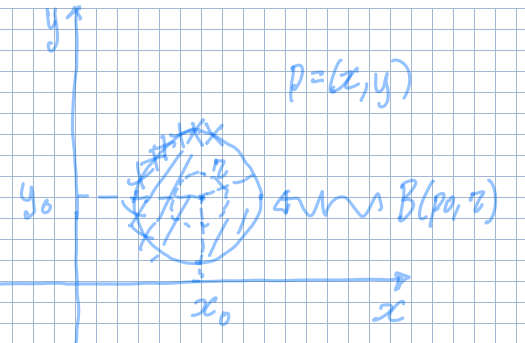 y
p=(x,y)
r
y₀
B(p₀,r)
x₀
x